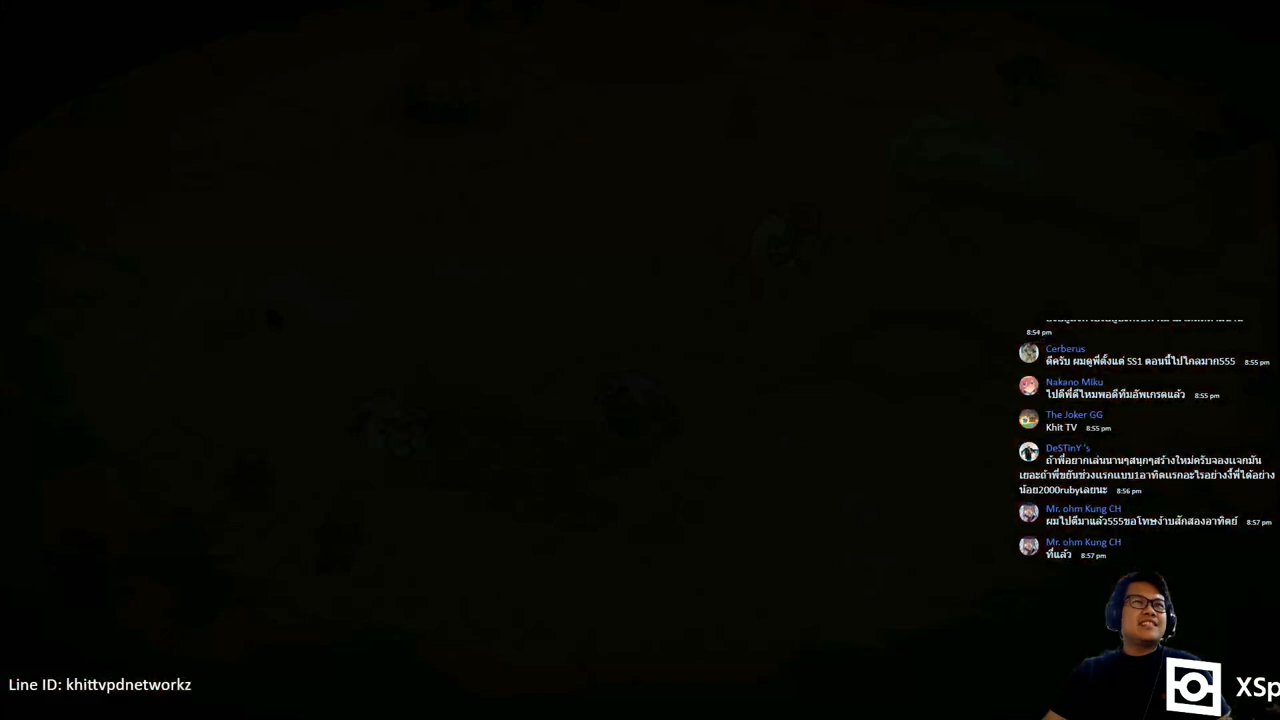 8:54 pm
Cerberus
ดีครับ ผมดูพี่ตั้งแต่ SS1 ตอนนี้ไปไกลมาก555 8:55 pm
Nakano Miku
ไปตีพี่ดีไหมพอดีทีมอัพเกรดแล้ว 8:55 pm
The Joker GG
Khit TV 8:55 pm
DeSTinY 's
ถ้าพี่อยากเล่นนานๆสนุกๆสร้างใหม่ครับจองแจกมัน
เยอะถ้าพี่ขยันช่วงแรกแบบ1อาทิตแรกอะไรอย่างงี้พี่ได้อย่าง
น้อย2000rubyเลยนะ 8:56 pm
Mr. ohm Kung CH
ผมไปตีมาแล้ว555ขอโทษง้าบสักสองอาทิตย์ 8:57 pm
Mr. ohm Kung CH
ที่แล้ว 8:57 pm
Line ID: khittvpdnetworkz
XSp